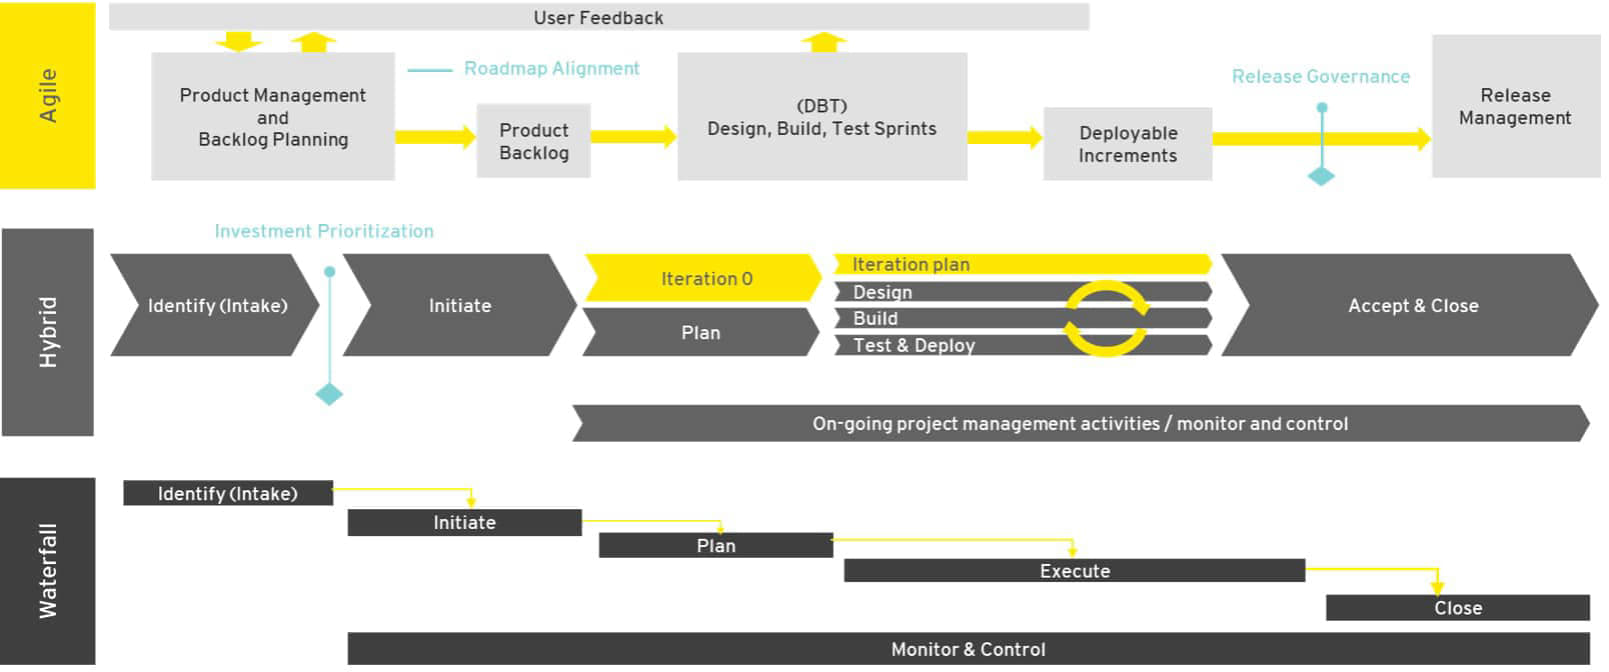 Agile
User Feedback
Product Management
and
Backlog Planning
Roadmap Alignment
Product
Backlog
(DBT)
Design, Build, Test Sprints
Deployable
Increments
Release Governance
Release
Management
Hybrid
Investment Prioritization
Identify (Intake)
Initiate
Iteration 0
Plan
Iteration plan
Design
Build
Test & Deploy
Accept & Close
On-going project management activities / monitor and control
Waterfall
Identify (Intake)
Initiate
Plan
Execute
Close
Monitor & Control